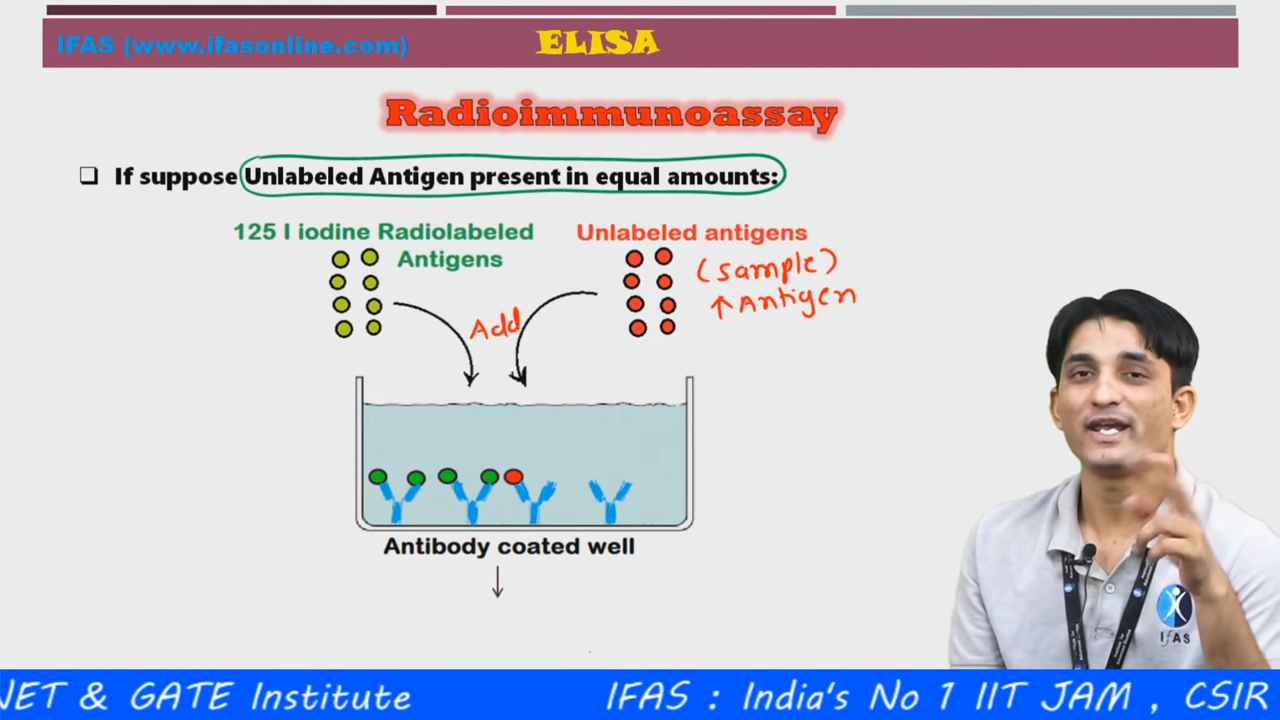 IFAS (www.ifasonline.com)
ELISA
Radioimmunoassay
❑ If suppose Unlabeled Antigen present in equal amounts:
125 I iodine Radiolabeled
Antigens
Unlabeled antigens
(sample)
↑Antigen
Add
Antibody coated well
IFAS
NET & GATE Institute IFAS : India's No 1 IIT JAM , CSIR